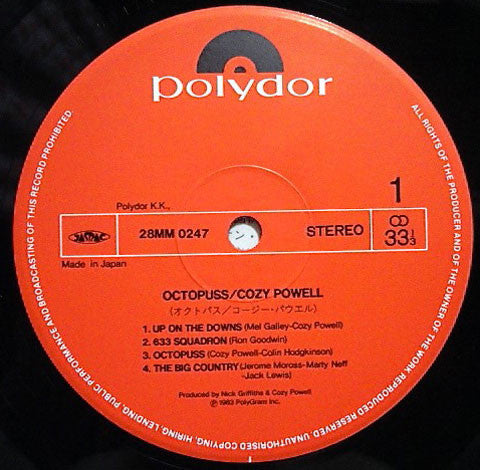 polydor
ALL RIGHTS OF THE PRODUCER AND OF THE OWNER OF THE WORK REPRODUCED RESERVED. UNAUTHORISED COPYING, HIRING, LENDING, PUBLIC PERFORMANCE AND BROADCASTING OF THIS RECORD PROHIBITED.
Polydor K.K.,
1
JASRAC
28MM 0247
STEREO
33 1/3
Made in Japan
OCTOPUSS/COZY POWELL
(オクトパス/コージー・パウエル)
1. UP ON THE DOWNS (Mel Galley-Cozy Powell)
2. 633 SQUADRON (Ron Goodwin)
3. OCTOPUSS (Cozy Powell-Colin Hodgkinson)
4. THE BIG COUNTRY (Jerome Moross-Marty Neff
-Jack Lewis)
Produced by Nick Griffiths & Cozy Powell
℗ 1983 PolyGram Inc.